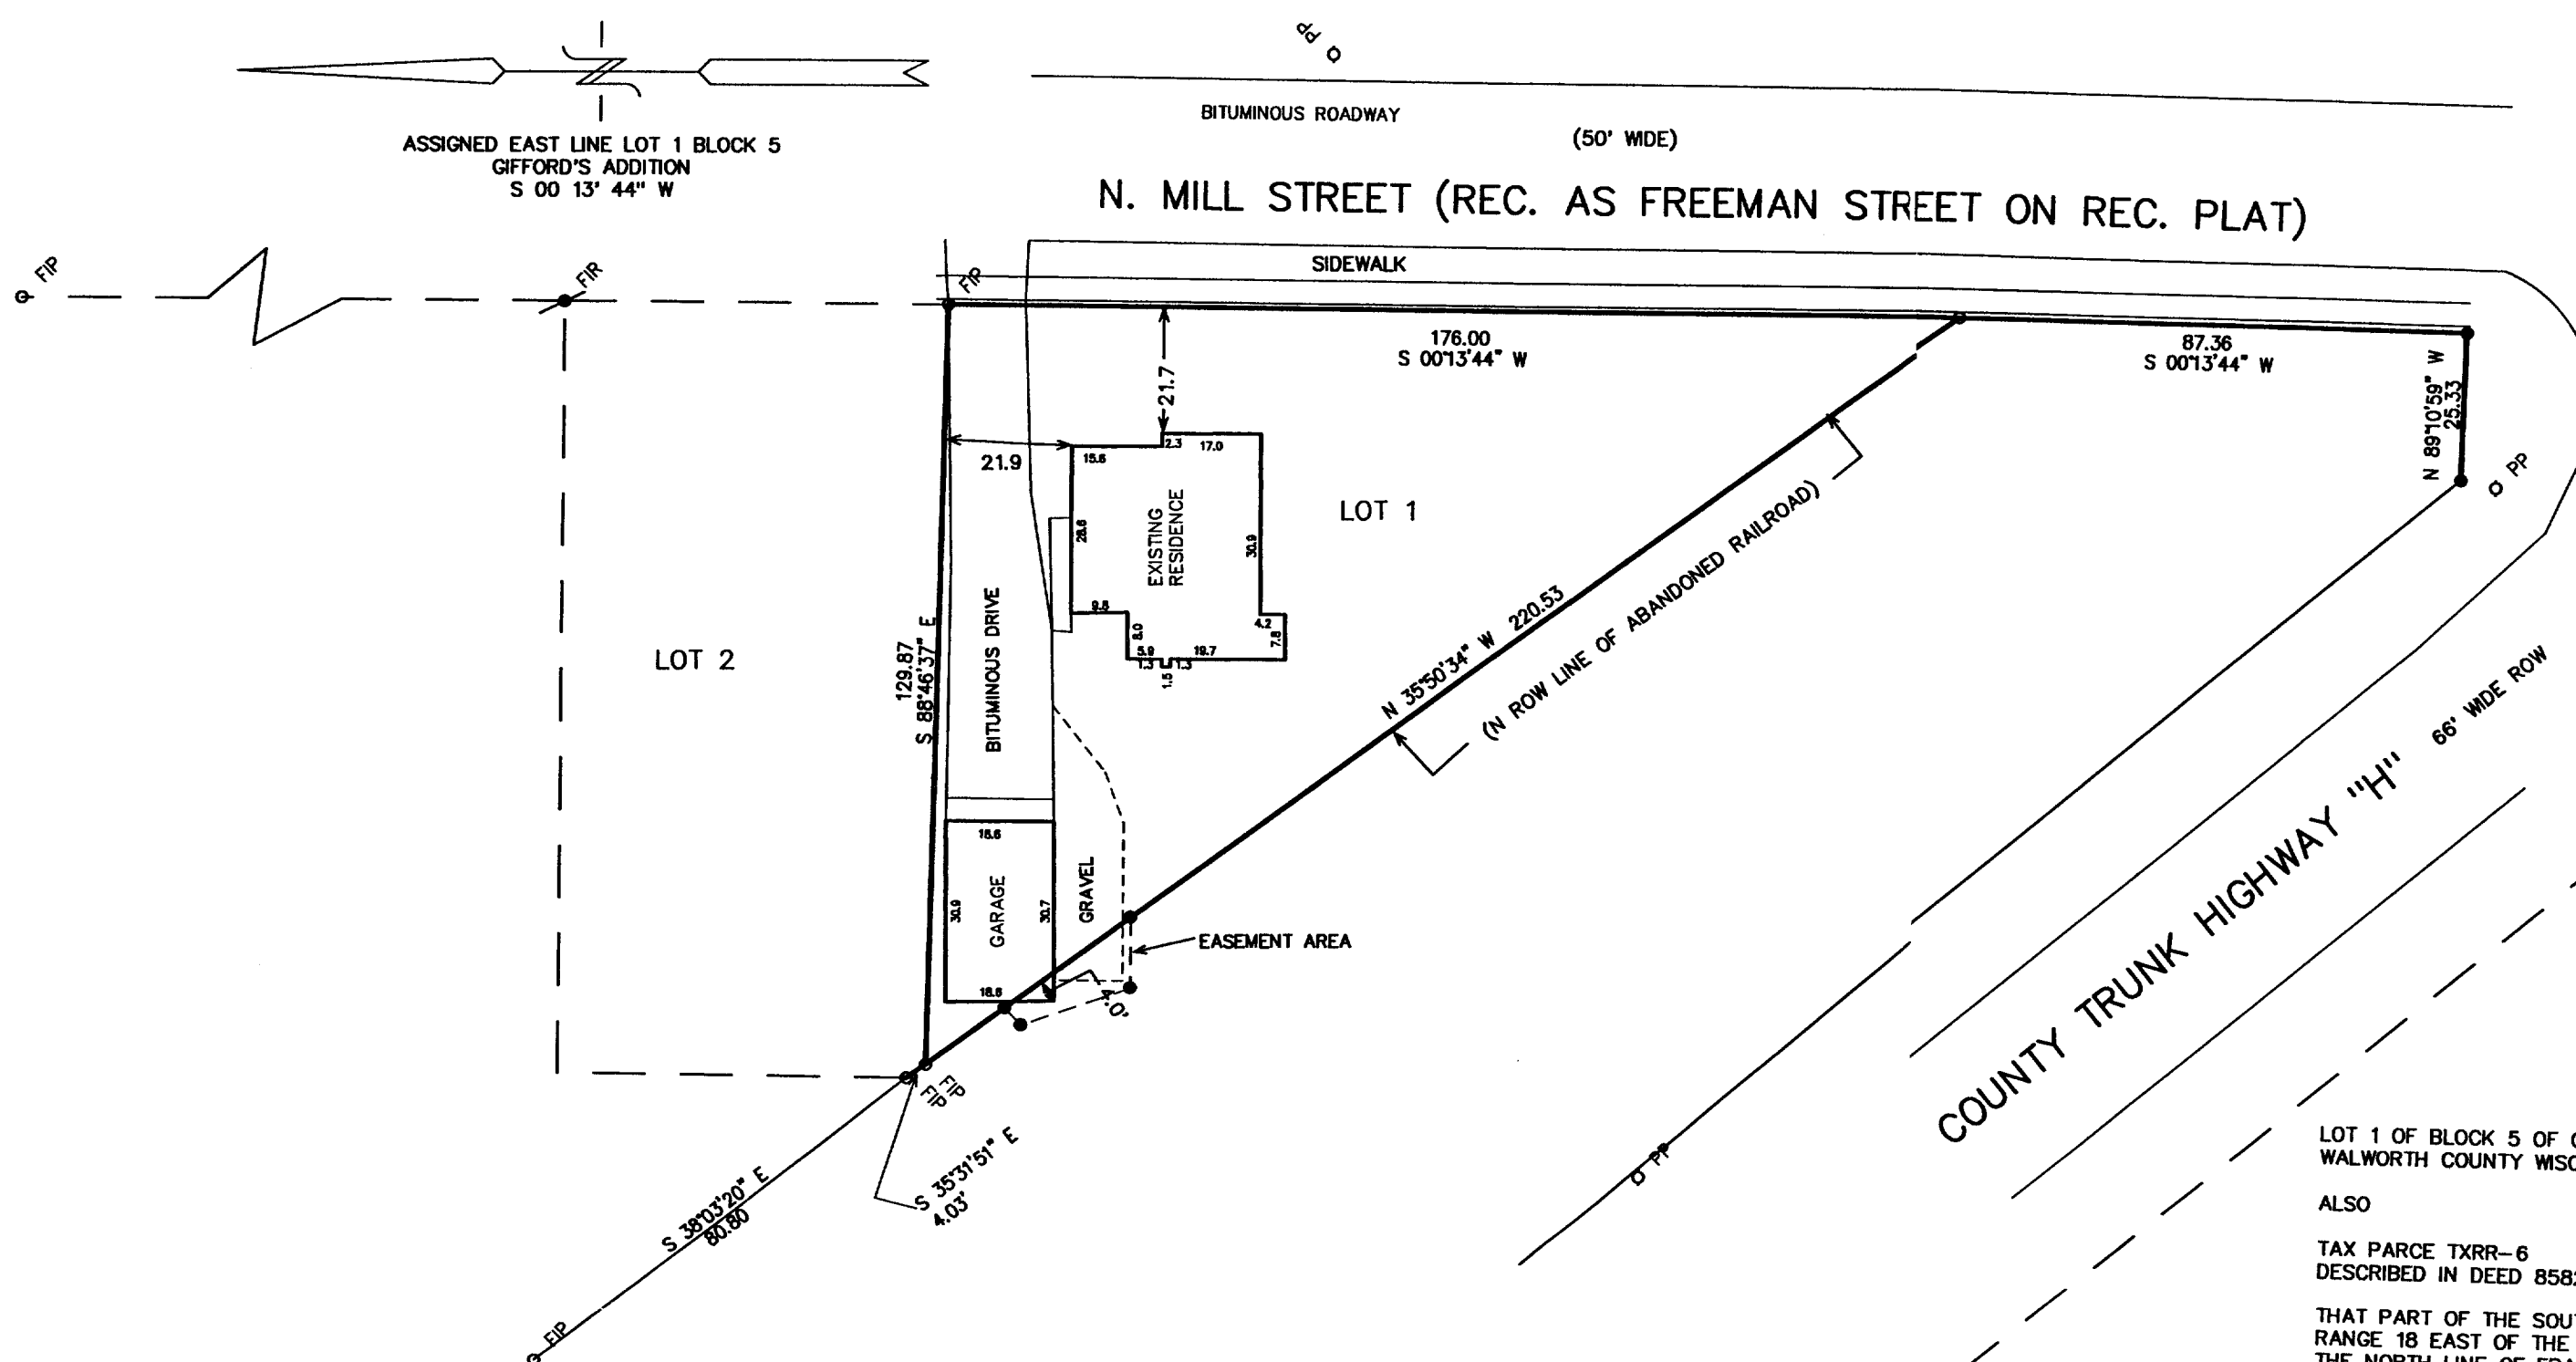 PP
BITUMINOUS ROADWAY
(50' WIDE)
ASSIGNED EAST LINE LOT 1 BLOCK 5
GIFFORD'S ADDITION
S 00 13' 44" W
N. MILL STREET (REC. AS FREEMAN STREET ON REC. PLAT)
FIP
FIR
FIP
SIDEWALK
176.00
S 00°13'44" W
87.36
S 00°13'44" W
N 89°10'59" W
25.33
PP
21.7
21.9
15.6
2.3
17.0
28.6
EXISTING
RESIDENCE
30.9
LOT 1
9.8
8.0
5.9
1.3
1.5
1.3
19.7
4.2
7.8
LOT 2
129.87
S 88°46'37" E
BITUMINOUS DRIVE
N 35°50'34" W 220.53
(N ROW LINE OF ABANDONED RAILROAD)
66' WIDE ROW
COUNTY TRUNK HIGHWAY "H"
18.6
30.9
GARAGE
30.7
18.6
GRAVEL
EASEMENT AREA
4.0'
FIP
FIP
S 35°31'51" E
4.03'
S 38°03'20" E
80.80
FIP
PP
LOT 1 OF BLOCK 5 OF
WALWORTH COUNTY
ALSO
TAX PARCE TXRR-6
DESCRIBED IN DEED
THAT PART OF THE
RANGE 18 EAST OF THE
THE NORTH LINE OF